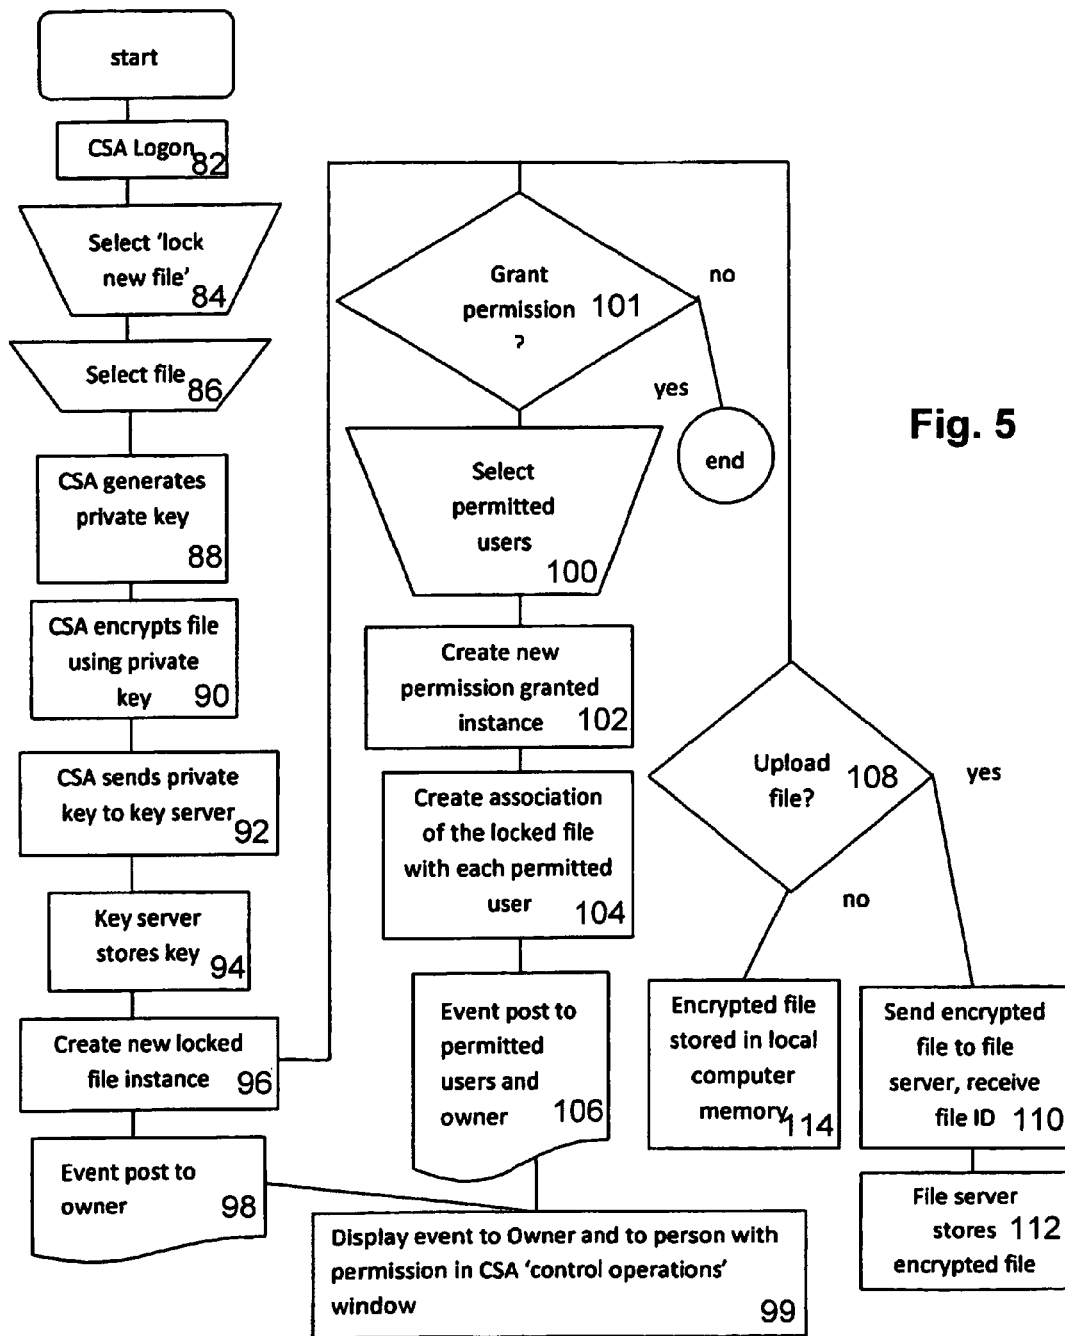 start
CSA Logon
82
Select 'lock
new file'
84
Select file
86
CSA generates
private key
88
CSA encrypts file
using private
key
90
CSA sends private
key to key server
92
Key server
stores key
94
Create new locked
file instance
96
Event post to
owner
98
Grant
permission
?
101
no
yes
end
Select
permitted
users
100
Create new
permission granted
instance
102
Create association
of the locked file
with each permitted
user
104
Event post to
permitted
users and
owner
106
Display event to Owner and to person with
permission in CSA 'control operations'
window
99
Upload
file?
108
yes
no
Encrypted file
stored in local
computer
memory
114
Send encrypted
file to file
server, receive
file ID
110
File server
stores
encrypted file
112
Fig. 5